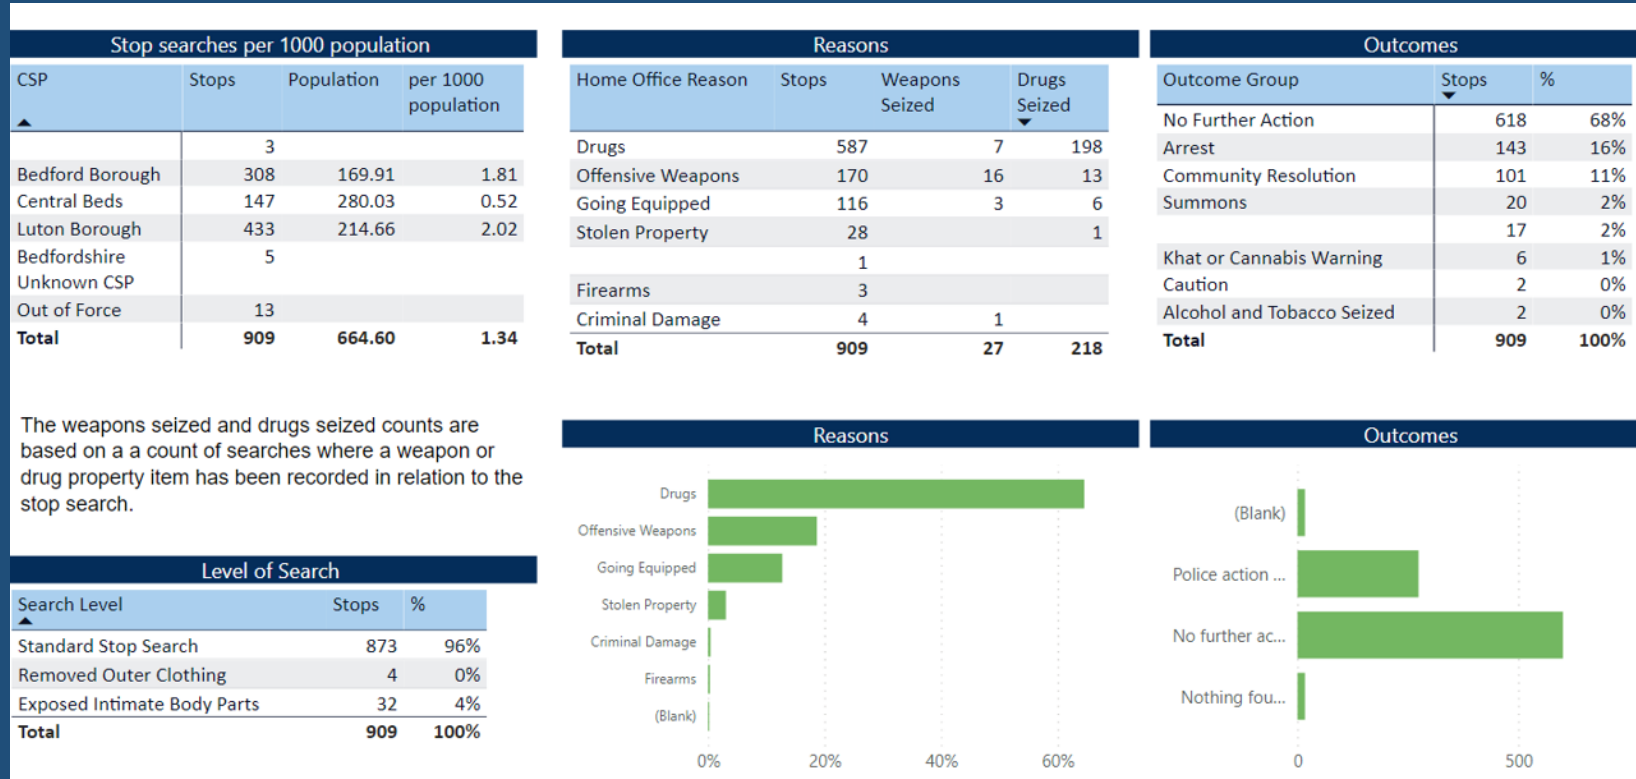 Stop searches per 1000 population
CSP Stops Population per 1000 population
3
Bedford Borough 308 169.91 1.81
Central Beds 147 280.03 0.52
Luton Borough 433 214.66 2.02
Bedfordshire Unknown CSP 5
Out of Force 13
Total 909 664.60 1.34
Reasons
Home Office Reason Stops Weapons Seized Drugs Seized
Drugs 587 7 198
Offensive Weapons 170 16 13
Going Equipped 116 3 6
Stolen Property 28 1
1
Firearms 3
Criminal Damage 4 1
Total 909 27 218
Outcomes
Outcome Group Stops %
No Further Action 618 68%
Arrest 143 16%
Community Resolution 101 11%
Summons 20 2%
17 2%
Khat or Cannabis Warning 6 1%
Caution 2 0%
Alcohol and Tobacco Seized 2 0%
Total 909 100%
The weapons seized and drugs seized counts are
based on a a count of searches where a weapon or
drug property item has been recorded in relation to the
stop search.
Level of Search
Search Level Stops %
Standard Stop Search 873 96%
Removed Outer Clothing 4 0%
Exposed Intimate Body Parts 32 4%
Total 909 100%
Reasons
Drugs
Offensive Weapons
Going Equipped
Stolen Property
Criminal Damage
Firearms
(Blank)
0% 20% 40% 60%
Outcomes
(Blank)
Police action ...
No further ac...
Nothing fou...
0 500